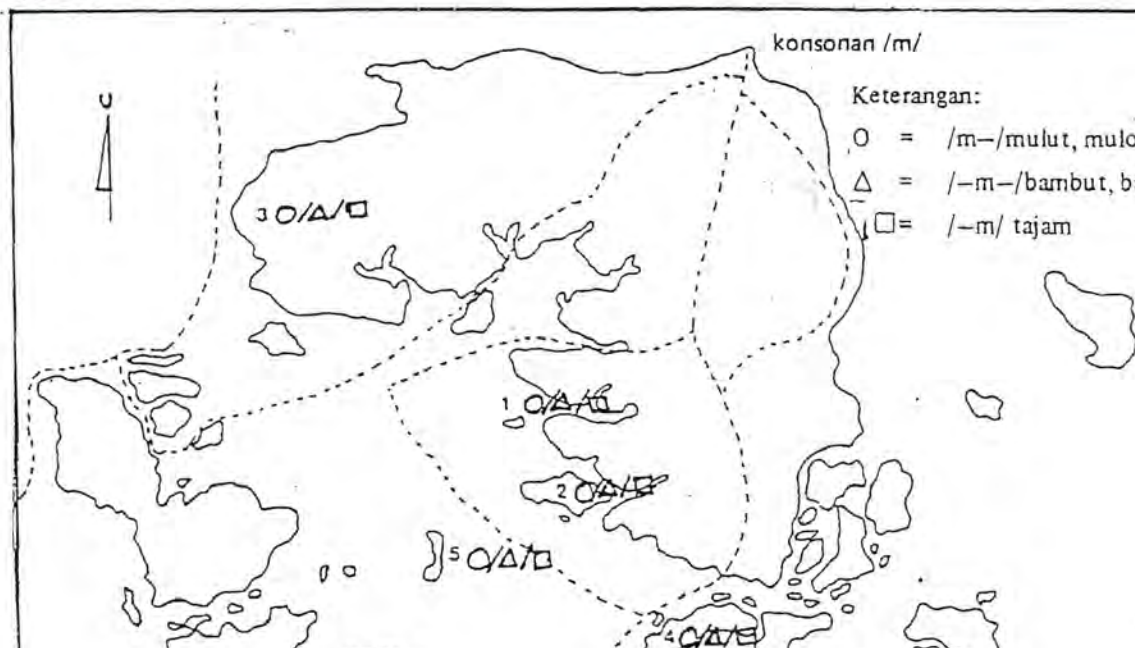 konsonan /m/
U
Keterangan:
O = /m-/mulut, mulo
△ = /-m-/bambut, b
□ = /-m/ tajam
3 O/△/□
1 O/△/□
2 O/△/□
5 O/△/□
4 O/△/□